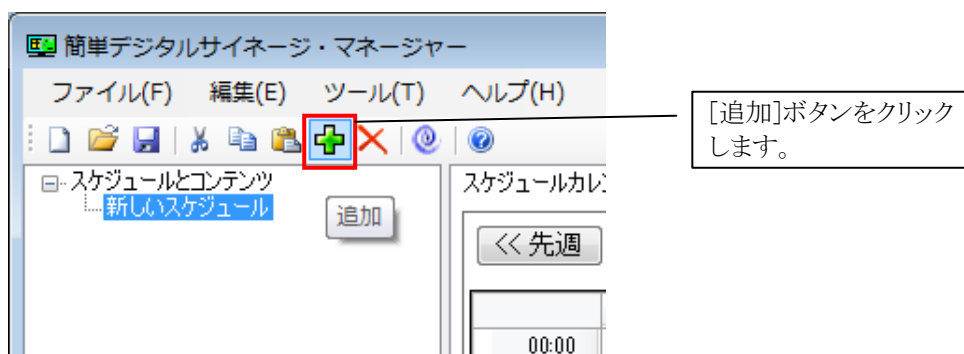 簡単デジタルサイネージ・マネージャー
ファイル(F) 編集(E) ツール(T) ヘルプ(H)
[追加]ボタンをクリック
します。
スケジュールとコンテンツ
新しいスケジュール
追加
スケジュールカレ
<< 先週
00:00